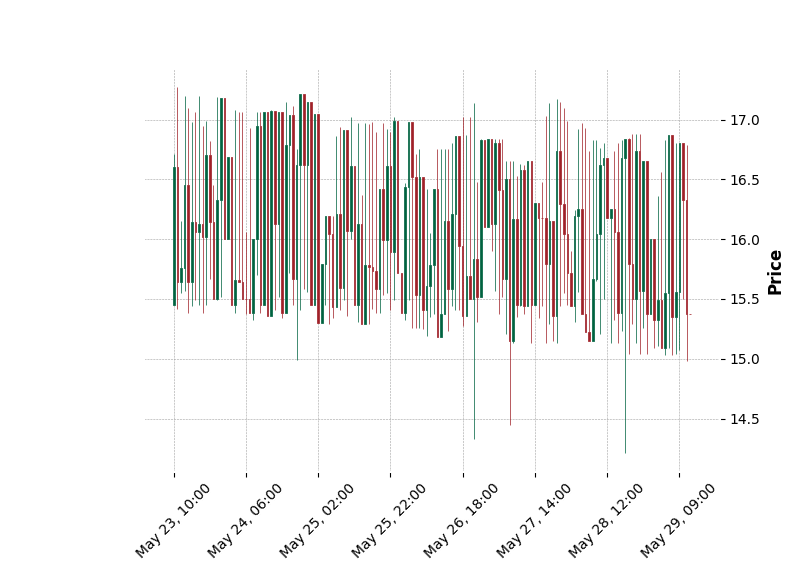 17.0
16.5
16.0
15.5
15.0
14.5
Price
May 23, 10:00
May 24, 06:00
May 25, 02:00
May 25, 22:00
May 26, 18:00
May 27, 14:00
May 28, 12:00
May 29, 09:00